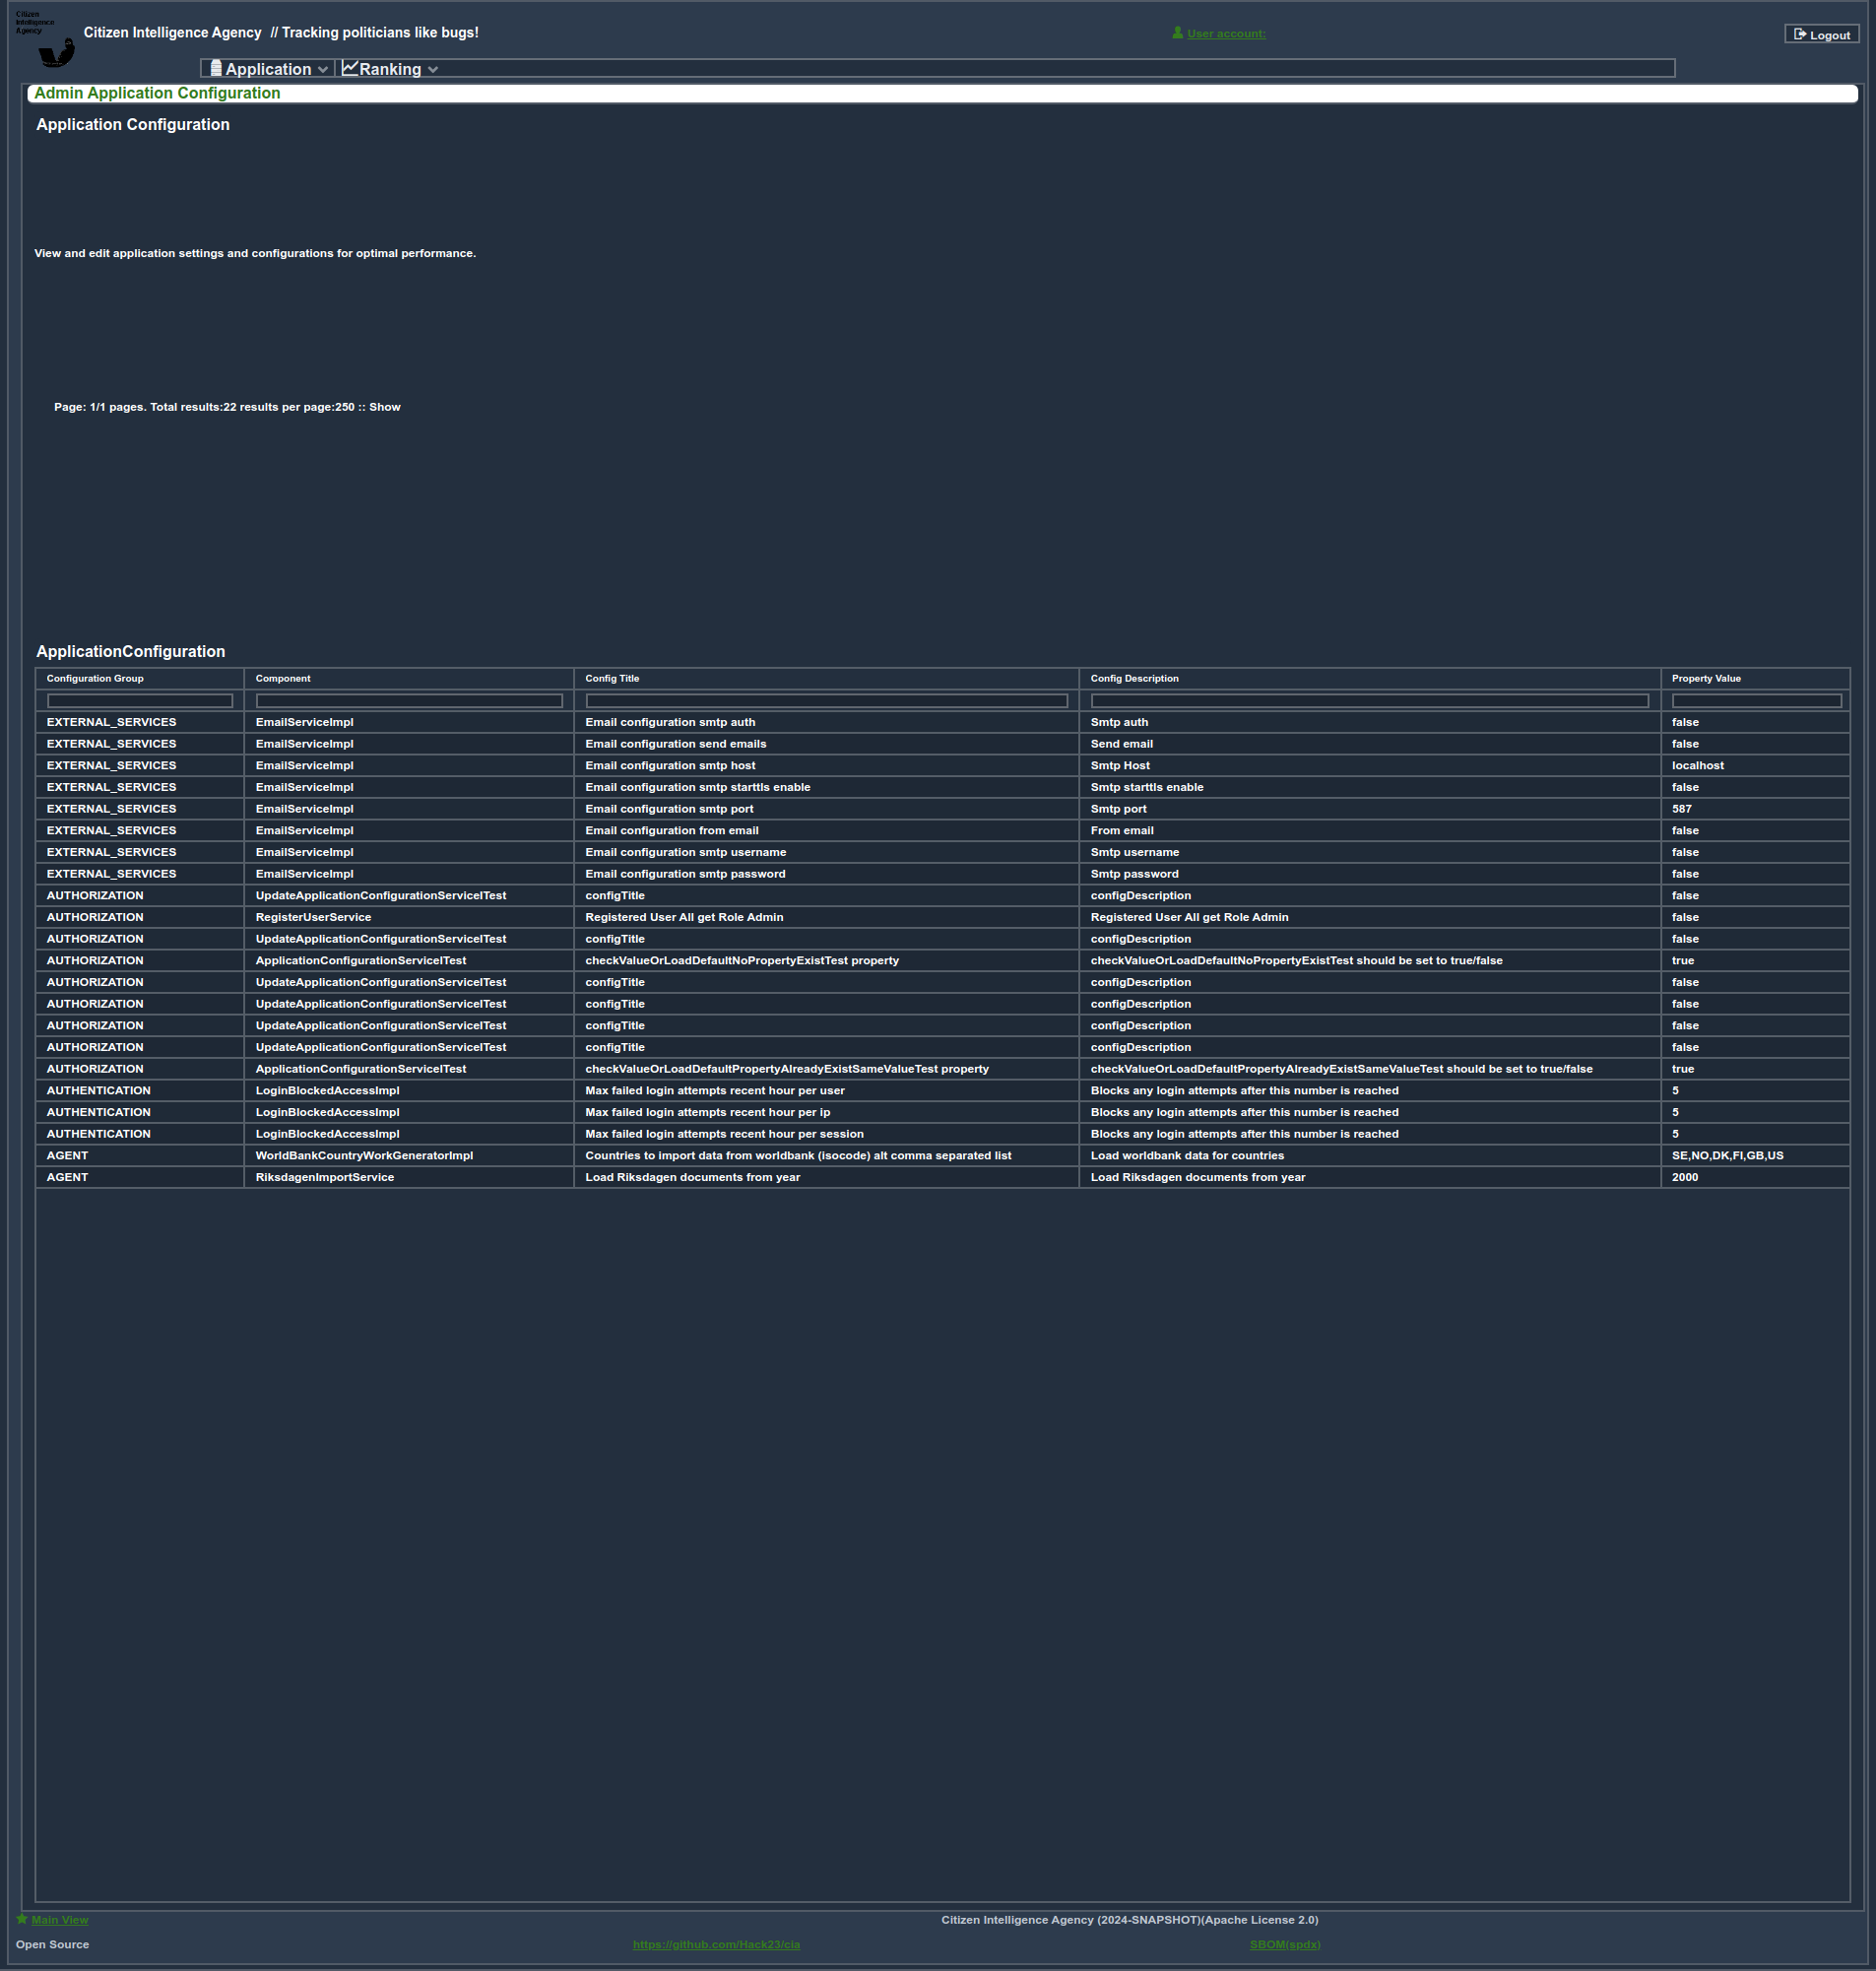 Citizen
Intelligence
Agency
Citizen Intelligence Agency // Tracking politicians like bugs!
User account:
Logout
Application
Ranking
Admin Application Configuration
Application Configuration
View and edit application settings and configurations for optimal performance.
Page: 1/1 pages. Total results:22 results per page:250 :: Show
ApplicationConfiguration
Configuration Group Component Config Title Config Description Property Value
EXTERNAL_SERVICES EmailServiceImpl Email configuration smtp auth Smtp auth false
EXTERNAL_SERVICES EmailServiceImpl Email configuration send emails Send email false
EXTERNAL_SERVICES EmailServiceImpl Email configuration smtp host Smtp Host localhost
EXTERNAL_SERVICES EmailServiceImpl Email configuration smtp starttls enable Smtp starttls enable false
EXTERNAL_SERVICES EmailServiceImpl Email configuration smtp port Smtp port 587
EXTERNAL_SERVICES EmailServiceImpl Email configuration from email From email false
EXTERNAL_SERVICES EmailServiceImpl Email configuration smtp username Smtp username false
EXTERNAL_SERVICES EmailServiceImpl Email configuration smtp password Smtp password false
AUTHORIZATION UpdateApplicationConfigurationServiceITest configTitle configDescription false
AUTHORIZATION RegisterUserService Registered User All get Role Admin Registered User All get Role Admin false
AUTHORIZATION UpdateApplicationConfigurationServiceITest configTitle configDescription false
AUTHORIZATION ApplicationConfigurationServiceITest checkValueOrLoadDefaultNoPropertyExistTest property checkValueOrLoadDefaultNoPropertyExistTest should be set to true/false true
AUTHORIZATION UpdateApplicationConfigurationServiceITest configTitle configDescription false
AUTHORIZATION UpdateApplicationConfigurationServiceITest configTitle configDescription false
AUTHORIZATION UpdateApplicationConfigurationServiceITest configTitle configDescription false
AUTHORIZATION UpdateApplicationConfigurationServiceITest configTitle configDescription false
AUTHORIZATION ApplicationConfigurationServiceITest checkValueOrLoadDefaultPropertyAlreadyExistSameValueTest property checkValueOrLoadDefaultPropertyAlreadyExistSameValueTest should be set to true/false true
AUTHENTICATION LoginBlockedAccessImpl Max failed login attempts recent hour per user Blocks any login attempts after this number is reached 5
AUTHENTICATION LoginBlockedAccessImpl Max failed login attempts recent hour per ip Blocks any login attempts after this number is reached 5
AUTHENTICATION LoginBlockedAccessImpl Max failed login attempts recent hour per session Blocks any login attempts after this number is reached 5
AGENT WorldBankCountryWorkGeneratorImpl Countries to import data from worldbank (isocode) alt comma separated list Load worldbank data for countries SE,NO,DK,FI,GB,US
AGENT RiksdagenImportService Load Riksdagen documents from year Load Riksdagen documents from year 2000
Main View Citizen Intelligence Agency (2024-SNAPSHOT)(Apache License 2.0)
Open Source https://github.com/Hack23/cia SBOM(spdx)